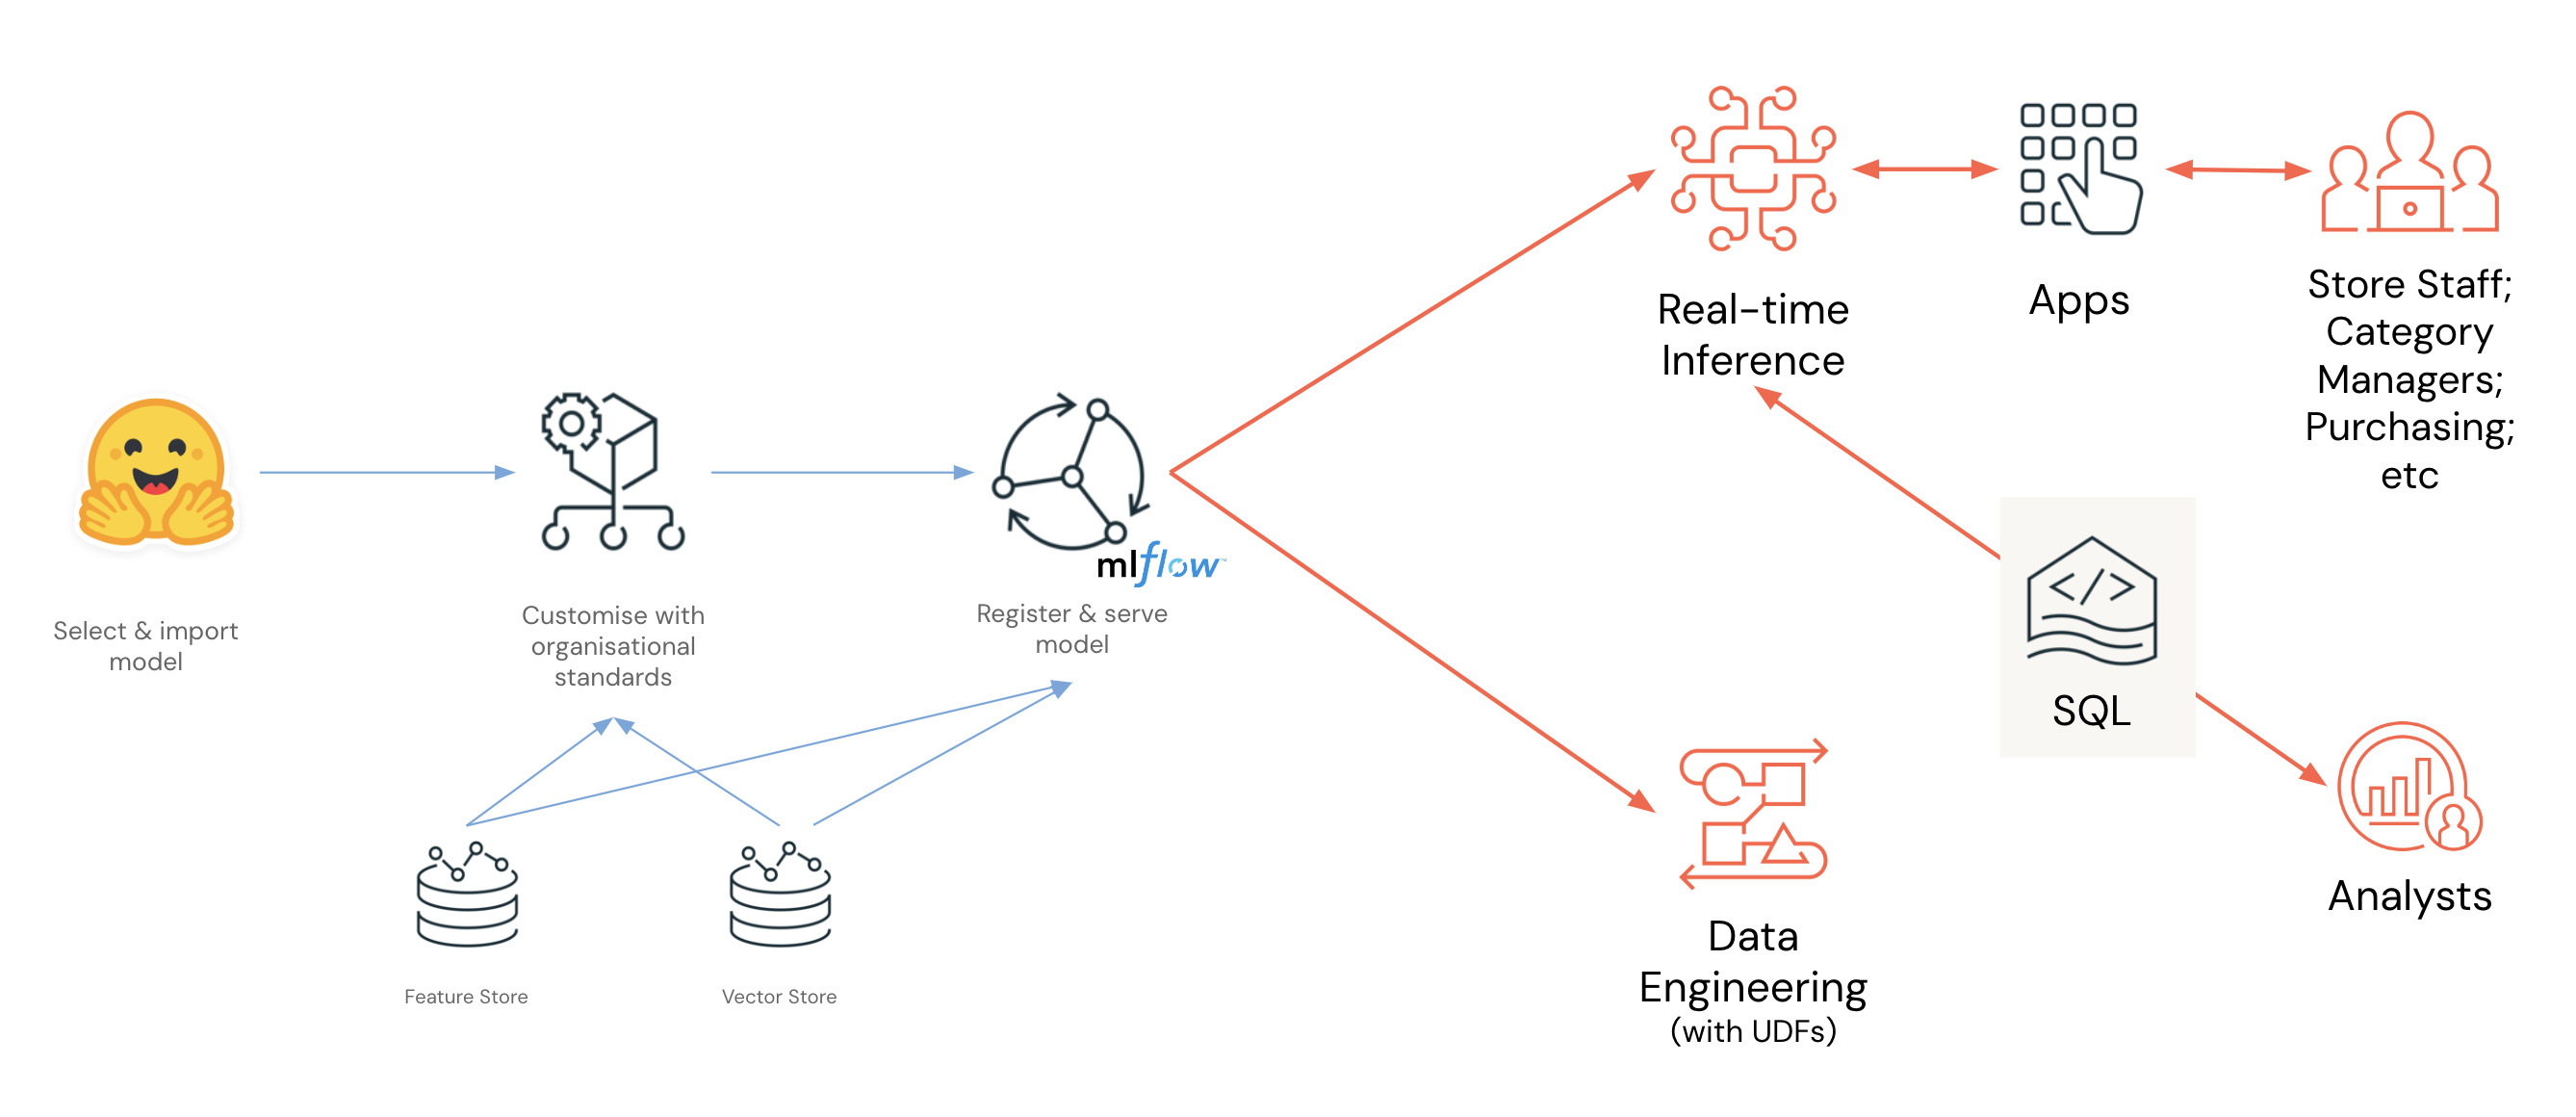 Select & import
model
Customise with
organisational
standards
mlflow™
Register & serve
model
Feature Store
Vector Store
Real-time
Inference
Apps
Store Staff;
Category
Managers;
Purchasing;
etc
</>
SQL
Data
Engineering
(with UDFs)
Analysts